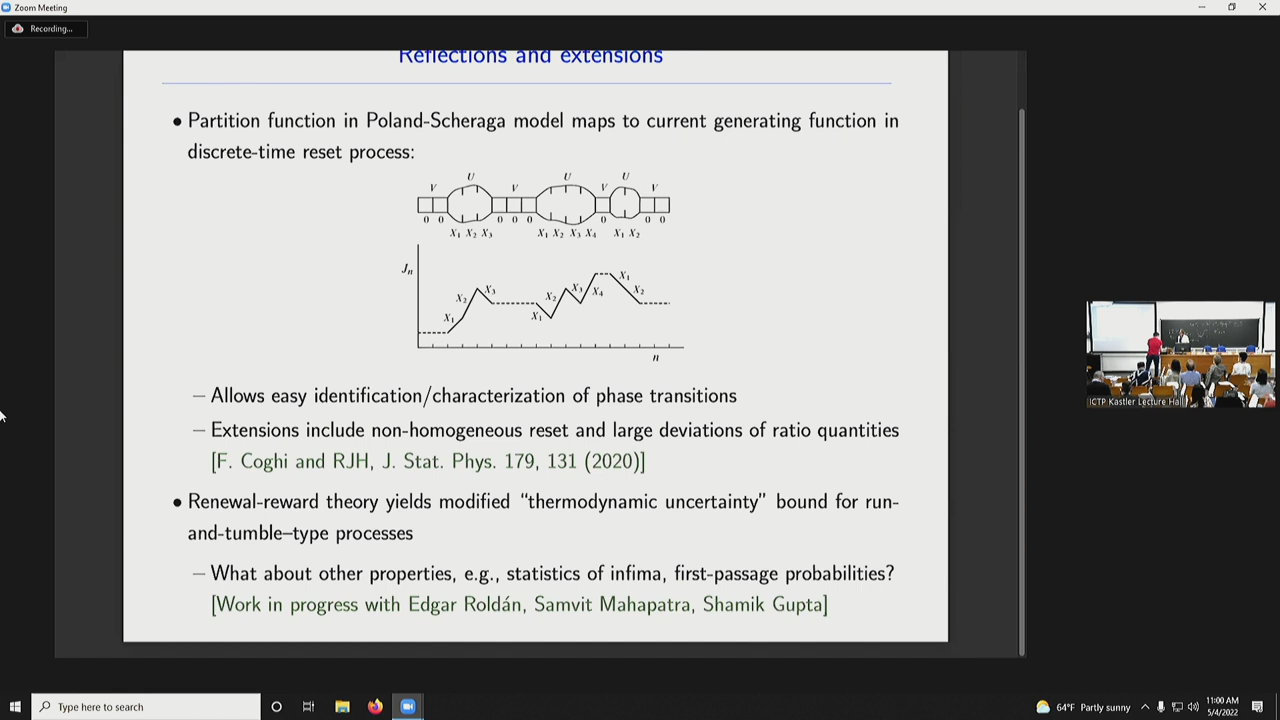 Zoom Meeting
Recording...
Reflections and extensions
• Partition function in Poland-Scheraga model maps to current generating function in
discrete-time reset process:
U U U
V V V V
0 0 0 0 0 0 0 0
X₁ X₂ X₃ X₁ X₂ X₃ X₄ X₁ X₂
Jₙ
X₁ X₂ X₃ X₁ X₂ X₃ X₄ X₁ X₂
n
– Allows easy identification/characterization of phase transitions
– Extensions include non-homogeneous reset and large deviations of ratio quantities
[F. Coghi and RJH, J. Stat. Phys. 179, 131 (2020)]
• Renewal-reward theory yields modified “thermodynamic uncertainty” bound for run-
and-tumble–type processes
– What about other properties, e.g., statistics of infima, first-passage probabilities?
[Work in progress with Edgar Roldán, Samvit Mahapatra, Shamik Gupta]
ICTP Kastler Lecture Hall
Type here to search
64°F Partly sunny
11:00 AM
5/4/2022